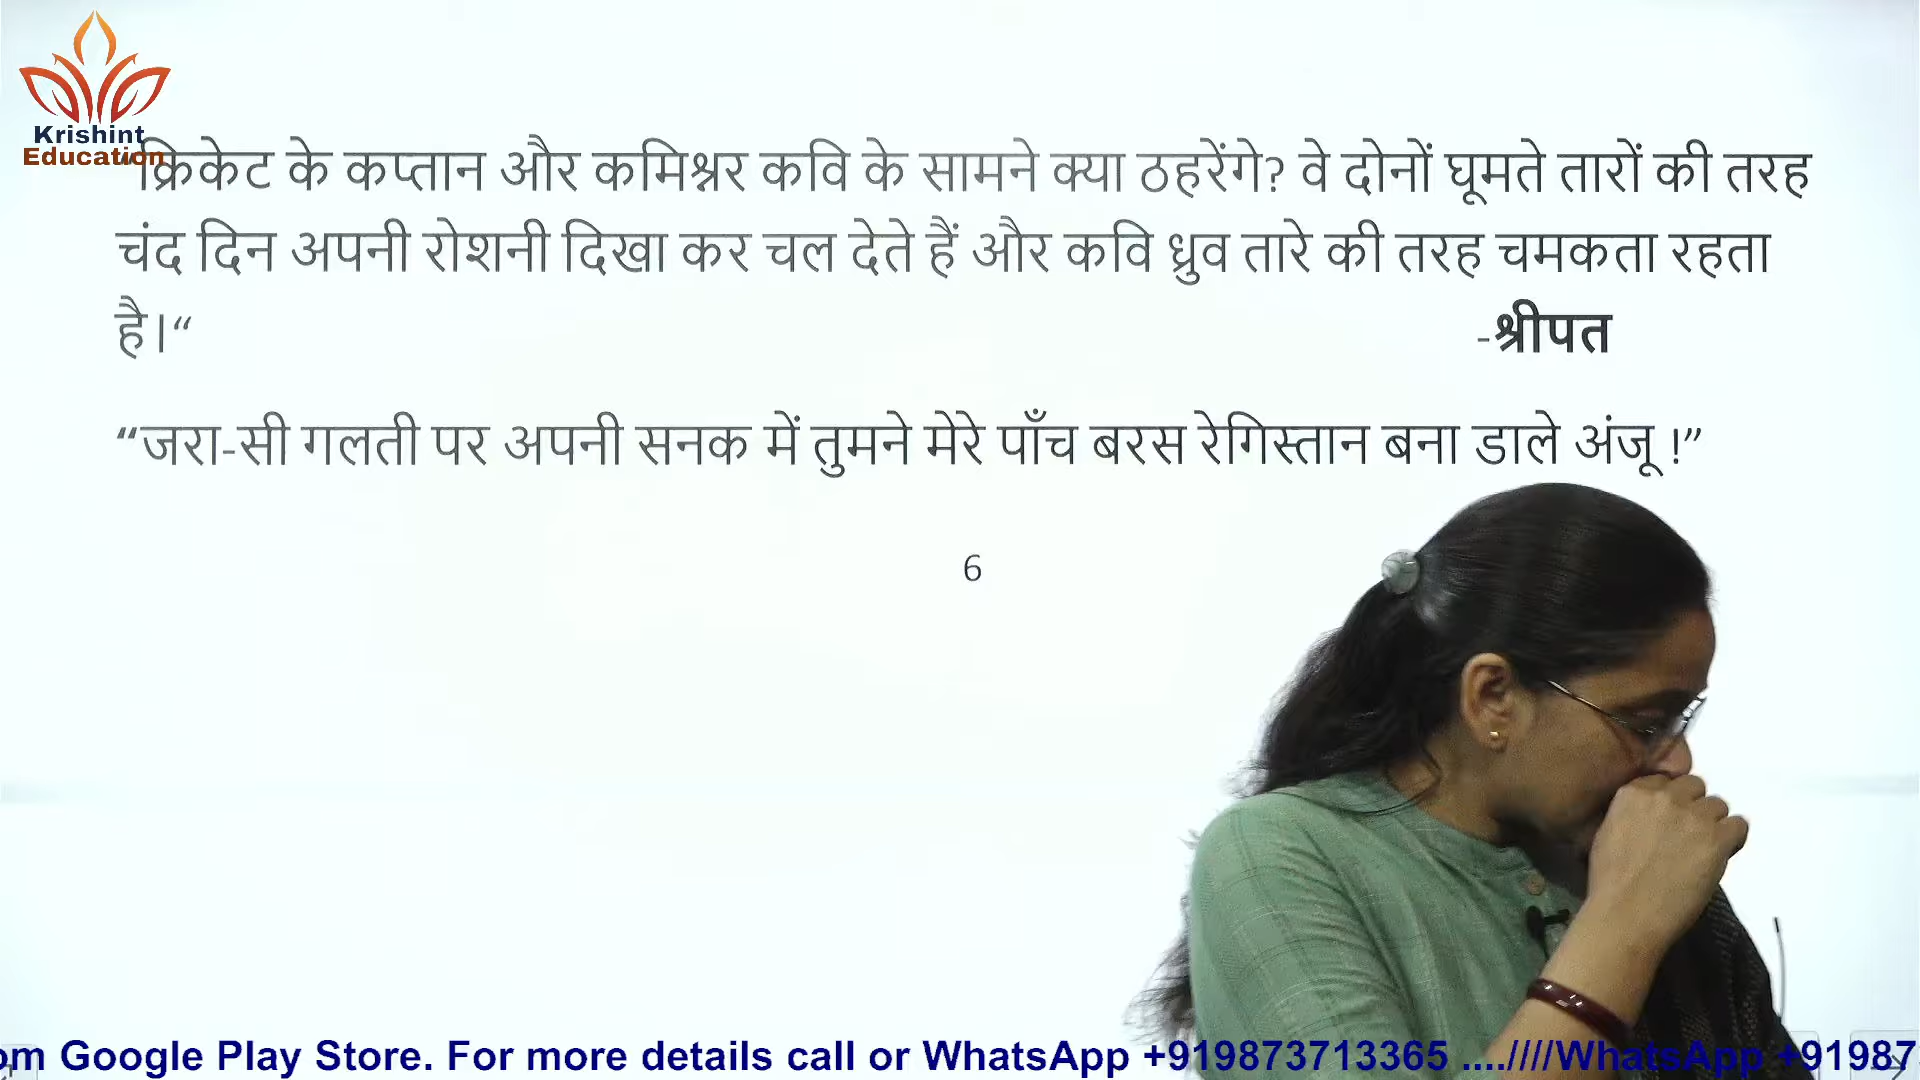 Krishint
Education
“क्रिकेट के कप्तान और कमिश्नर कवि के सामने क्या ठहरेंगे? वे दोनों घूमते तारों की तरह
चंद दिन अपनी रोशनी दिखा कर चल देते हैं और कवि ध्रुव तारे की तरह चमकता रहता
है।“ -श्रीपत
“जरा-सी गलती पर अपनी सनक में तुमने मेरे पाँच बरस रेगिस्तान बना डाले अंजू !”
6
om Google Play Store. For more details call or WhatsApp +919873713365 ....////WhatsApp +91987